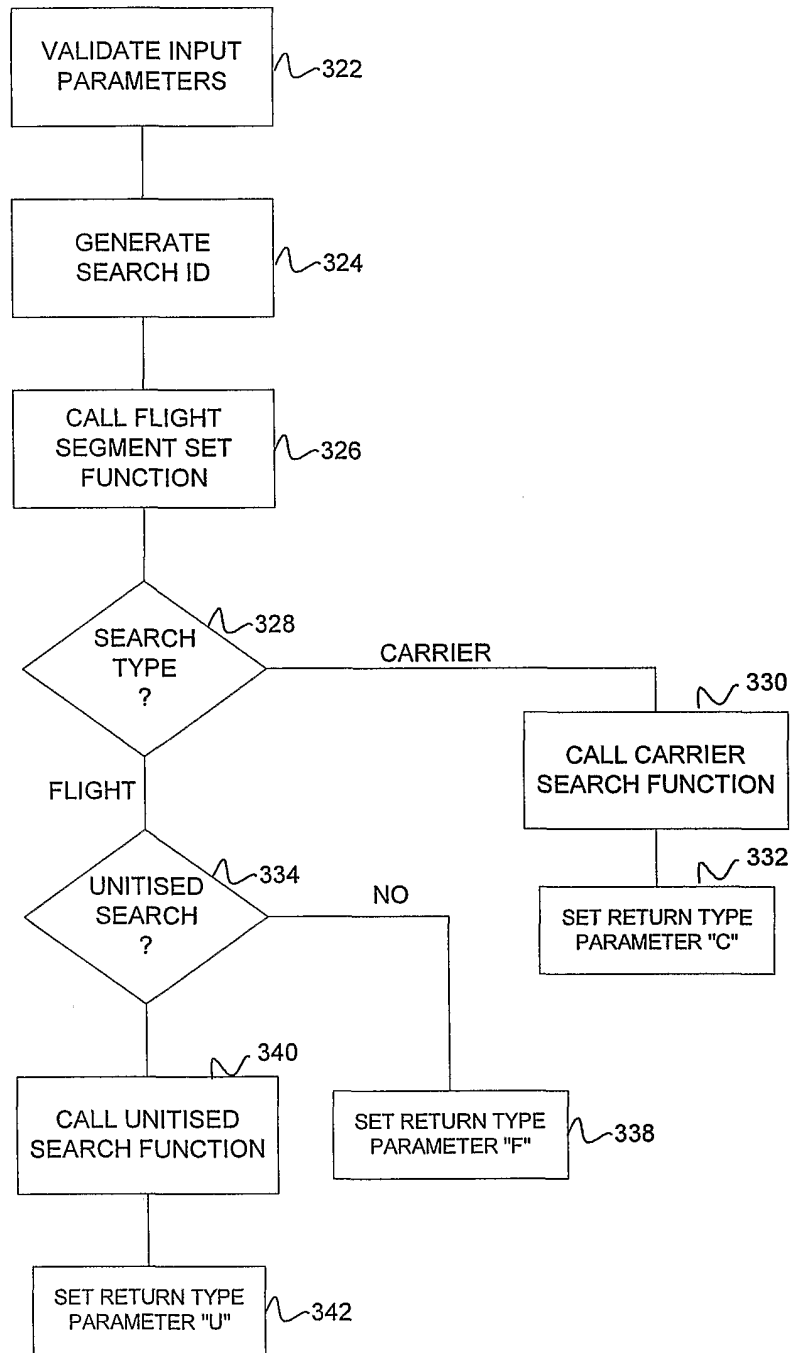 VALIDATE INPUT
PARAMETERS
322
GENERATE
SEARCH ID
324
CALL FLIGHT
SEGMENT SET
FUNCTION
326
SEARCH
TYPE
?
328
CARRIER
330
CALL CARRIER
SEARCH FUNCTION
FLIGHT
332
SET RETURN TYPE
PARAMETER "C"
UNITISED
SEARCH
?
334
NO
340
CALL UNITISED
SEARCH FUNCTION
SET RETURN TYPE
PARAMETER "F"
338
SET RETURN TYPE
PARAMETER "U"
342